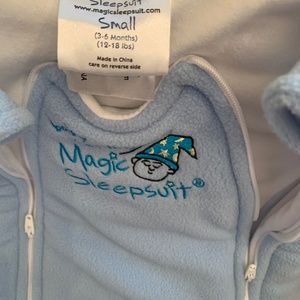 Sleepsuit
www.magicsleepsuit.com
Small
(3-6 Months)
(12-18 lbs)
Made in China
care on reverse side
Magic
Sleepsuit®